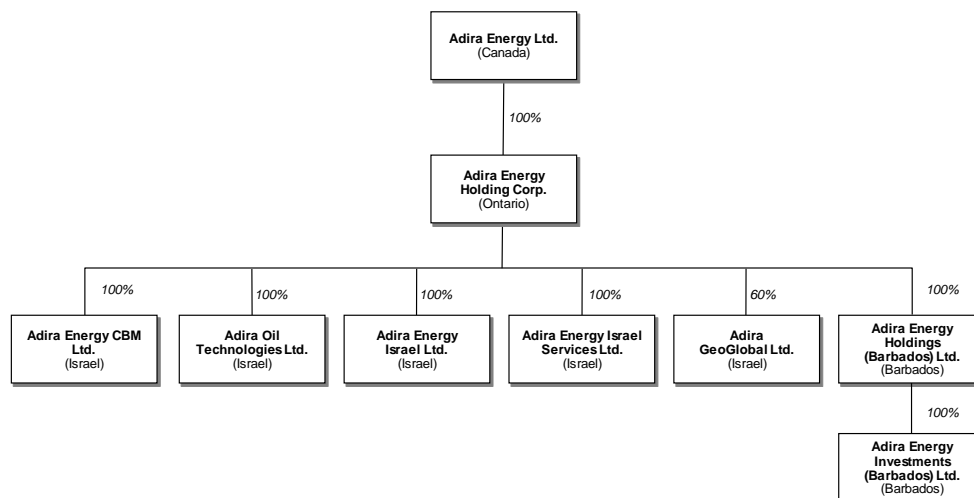 Adira Energy Ltd.
(Canada)
100%
Adira Energy
Holding Corp.
(Ontario)
100%
100%
100%
100%
60%
100%
Adira Energy CBM
Ltd.
(Israel)
Adira Oil
Technologies Ltd.
(Israel)
Adira Energy
Israel Ltd.
(Israel)
Adira Energy Israel
Services Ltd.
(Israel)
Adira
GeoGlobal Ltd.
(Israel)
Adira Energy
Holdings
(Barbados) Ltd.
(Barbados)
100%
Adira Energy
Investments
(Barbados) Ltd.
(Barbados)